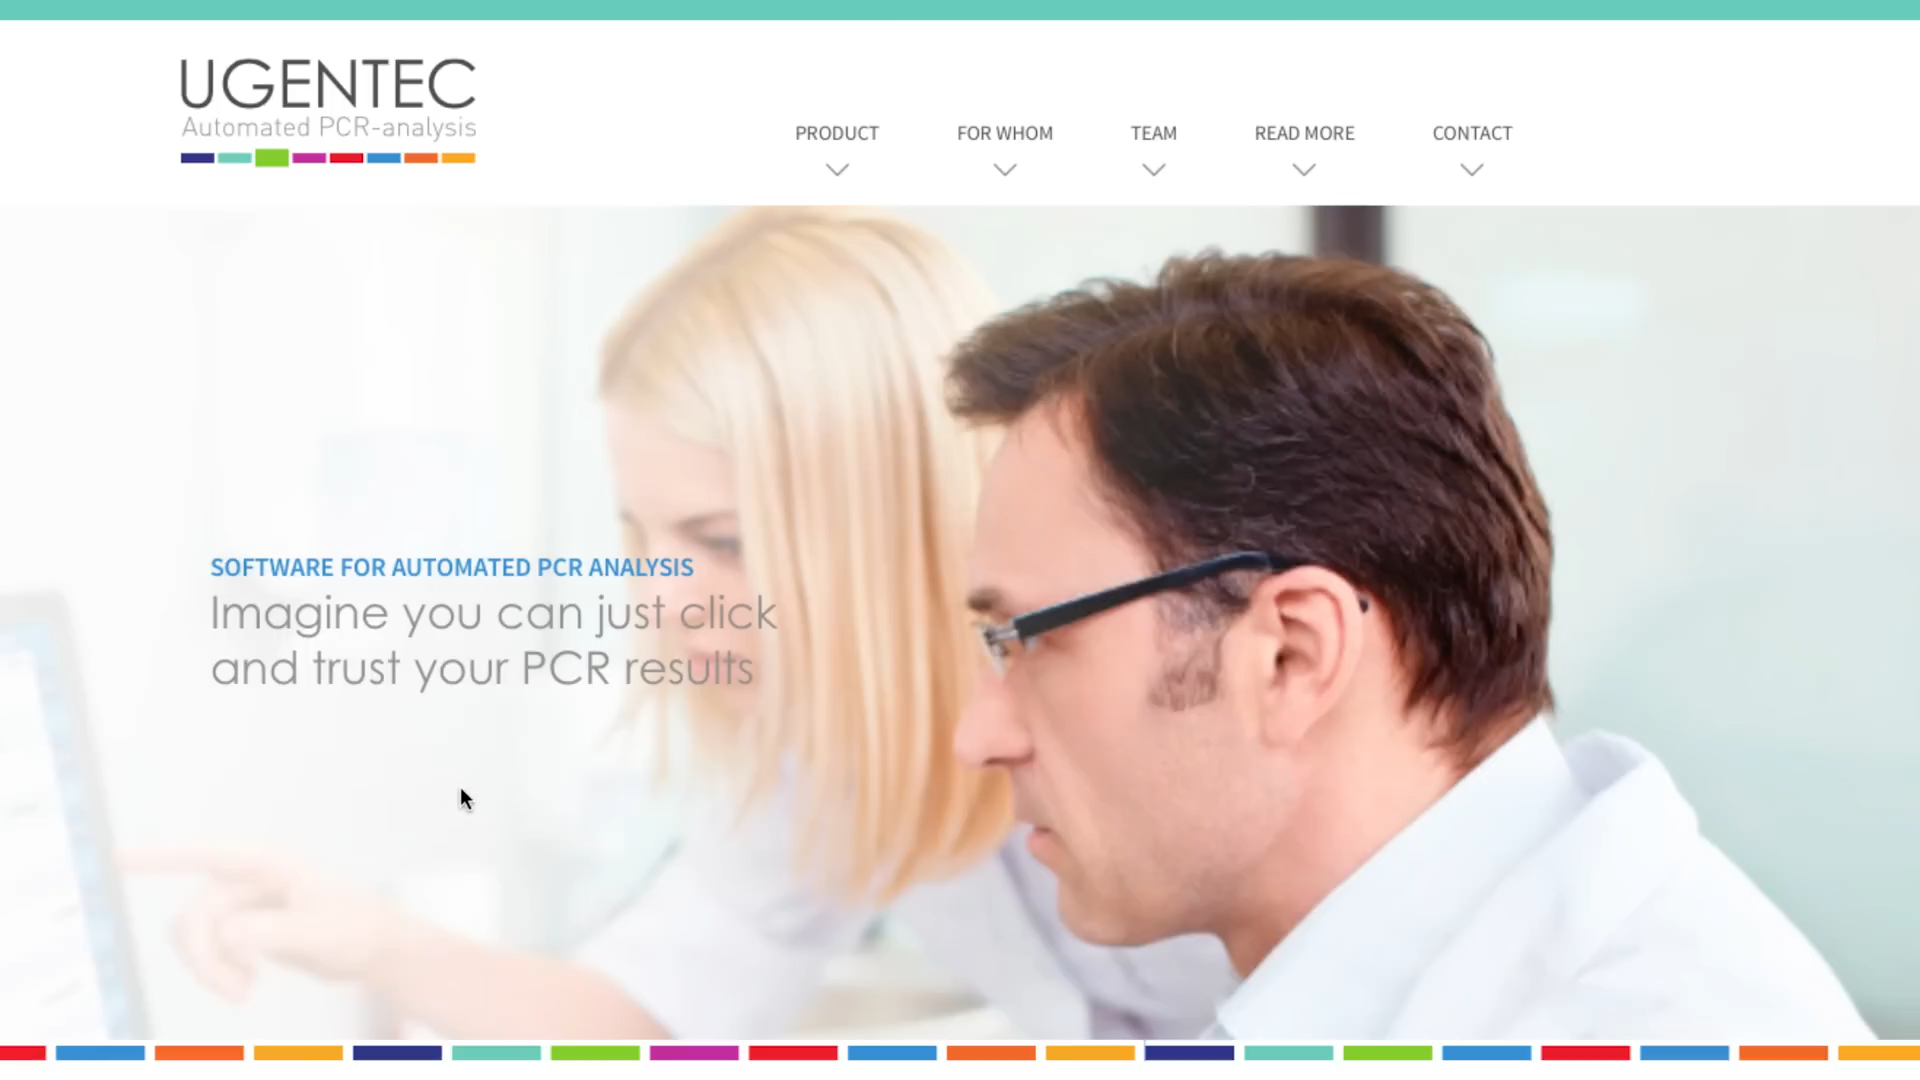 UGENTEC
Automated PCR-analysis
PRODUCT
FOR WHOM
TEAM
READ MORE
CONTACT
SOFTWARE FOR AUTOMATED PCR ANALYSIS
Imagine you can just click
and trust your PCR results